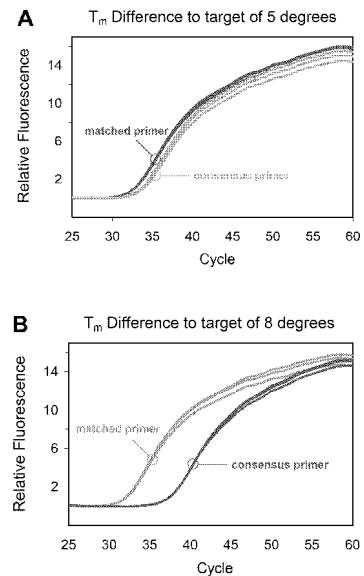 A
Tm Difference to target of 5 degrees
Relative Fluorescence
14
10
6
2
matched primer
consensus primer
25 30 35 40 45 50 55 60
Cycle
B
Tm Difference to target of 8 degrees
Relative Fluorescence
14
10
6
2
matched primer
consensus primer
25 30 35 40 45 50 55 60
Cycle